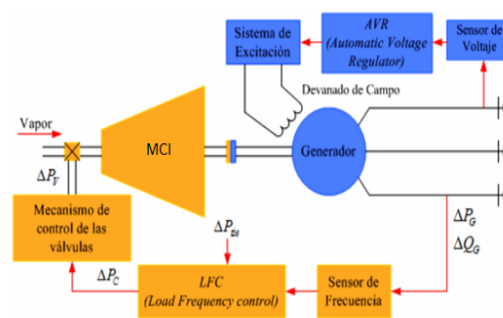 Sistema de
Excitación
AVR
(Automatic Voltage
Regulator)
Sensor de
Voltaje
Devanado de Campo
Vapor
MCI
Generador
ΔP_V
Mecanismo de
control de las
válvulas
ΔP_tie
ΔP_G
ΔQ_G
ΔP_C
LFC
(Load Frequency control)
Sensor de
Frecuencia